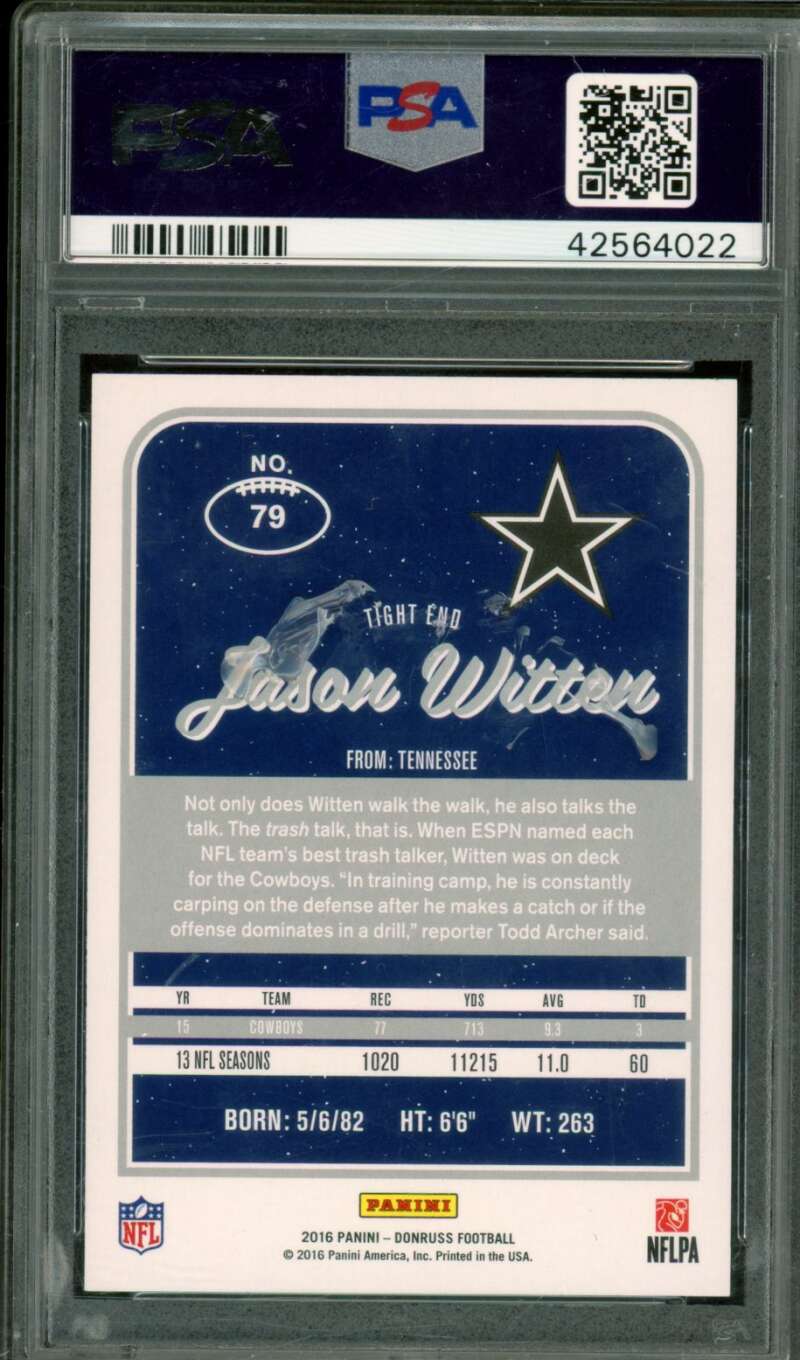 PSA
PSA
42564022
NO.
79
TIGHT END
Jason Witten
FROM: TENNESSEE
Not only does Witten walk the walk, he also talks the
talk. The trash talk, that is. When ESPN named each
NFL team's best trash talker, Witten was on deck
for the Cowboys. "In training camp, he is constantly
carping on the defense after he makes a catch or if the
offense dominates in a drill," reporter Todd Archer said.
YR TEAM REC YDS AVG TD
15 COWBOYS 77 713 9.3 3
13 NFL SEASONS 1020 11215 11.0 60
BORN: 5/6/82 HT: 6'6" WT: 263
PANINI
NFL
2016 PANINI – DONRUSS FOOTBALL
© 2016 Panini America, Inc. Printed in the USA.
NFLPA